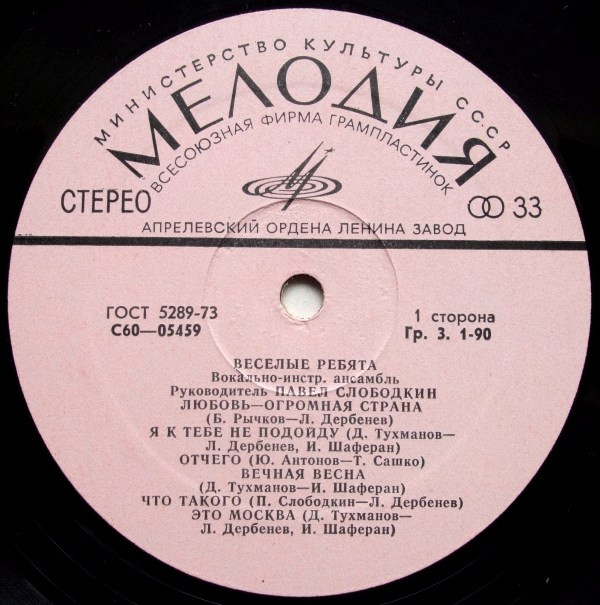 МИНИСТЕРСТВО КУЛЬТУРЫ СССР
МЕЛОДИЯ
ВСЕСОЮЗНАЯ ФИРМА ГРАМПЛАСТИНОК
СТЕРЕО
33
АПРЕЛЕВСКИЙ ОРДЕНА ЛЕНИНА ЗАВОД
ГОСТ 5289-73
С60—05459
1 сторона
Гр. 3. 1-90
ВЕСЕЛЫЕ РЕБЯТА
Вокально-инстр. ансамбль
Руководитель ПАВЕЛ СЛОБОДКИН
ЛЮБОВЬ—ОГРОМНАЯ СТРАНА
(Б. Рычков—Л. Дербенев)
Я К ТЕБЕ НЕ ПОДОЙДУ (Д. Тухманов—
Л. Дербенев, И. Шаферан)
ОТЧЕГО (Ю. Антонов—Т. Сашко)
ВЕЧНАЯ ВЕСНА
(Д. Тухманов—И. Шаферан)
ЧТО ТАКОГО (П. Слободкин—Л. Дербенев)
ЭТО МОСКВА (Д. Тухманов—
Л. Дербенев, И. Шаферан)